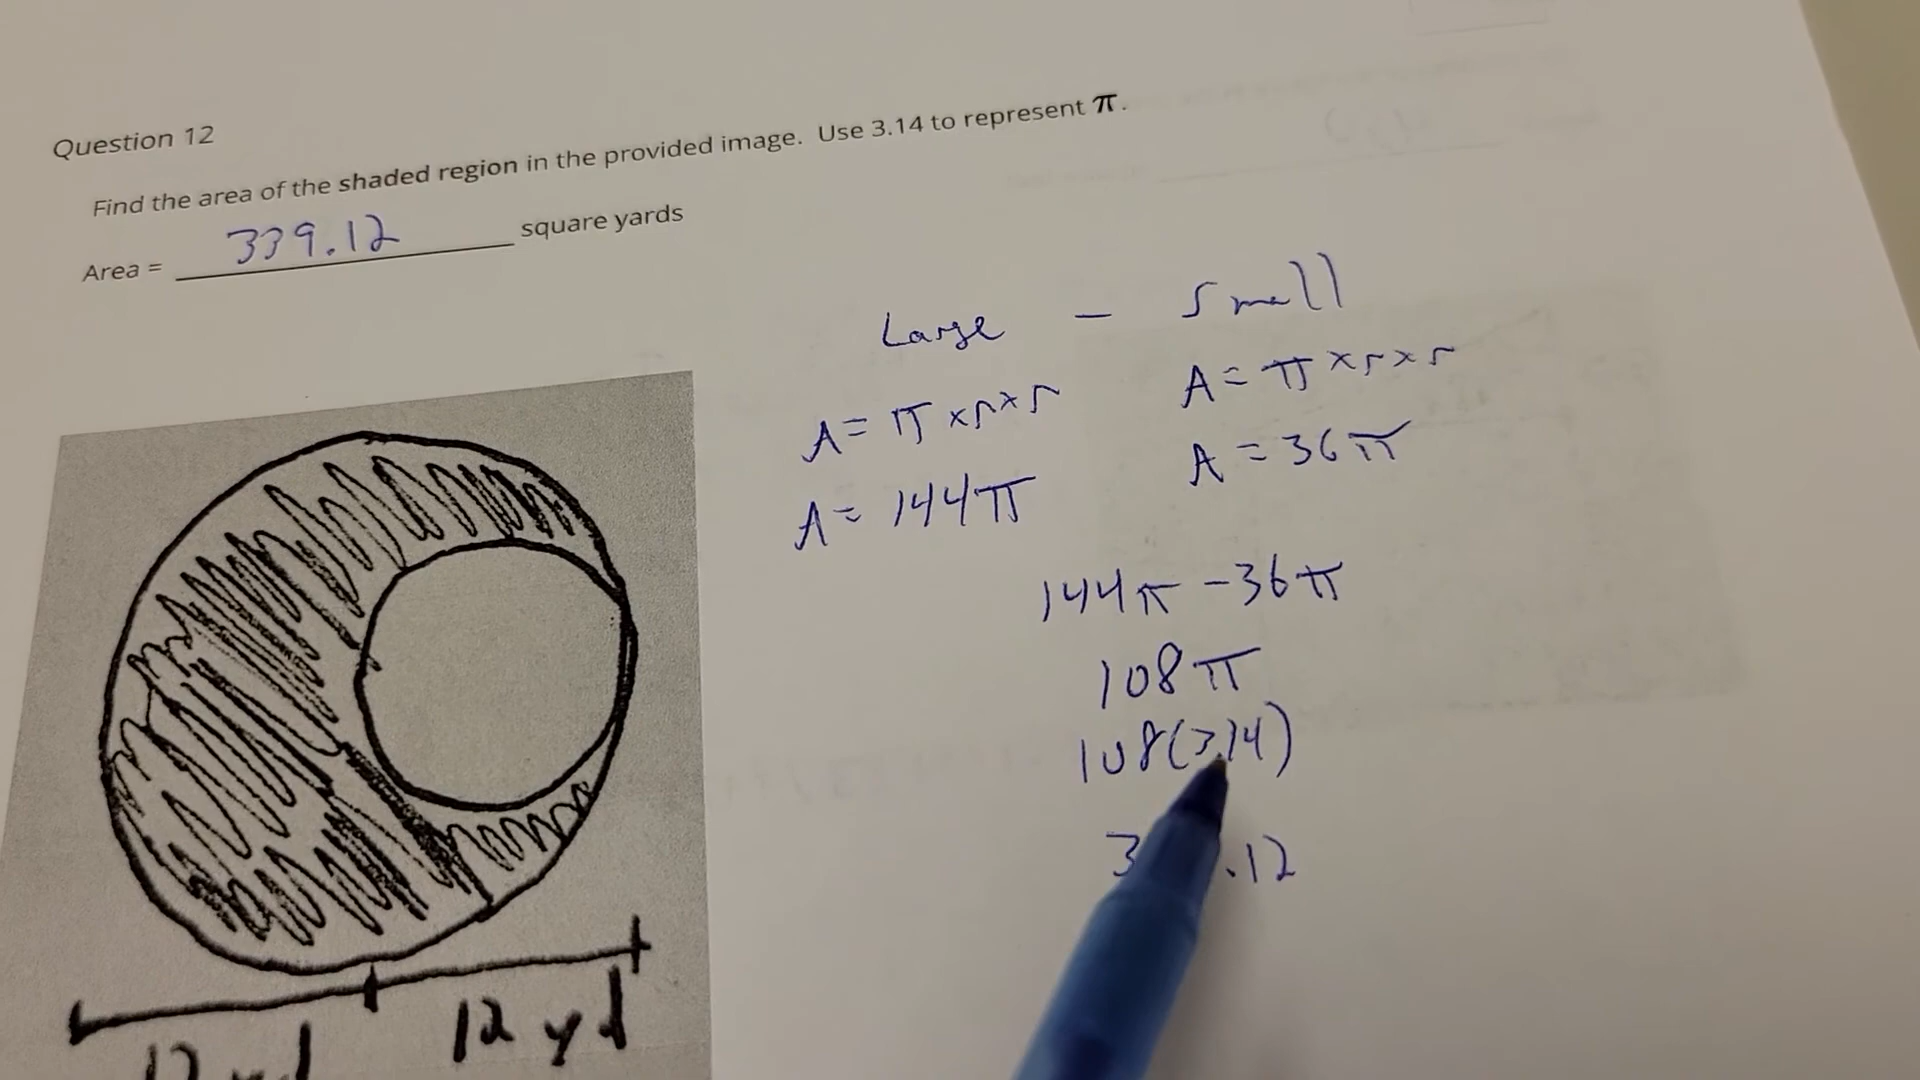 Question 12
Find the area of the shaded region in the provided image. Use 3.14 to represent π.
Area = 339.12 square yards
Large - Small
A = π x r x r
A = π x r x r
A = 144π
A = 36π
144π - 36π
108π
108(3.14)
3 .12
12 yd